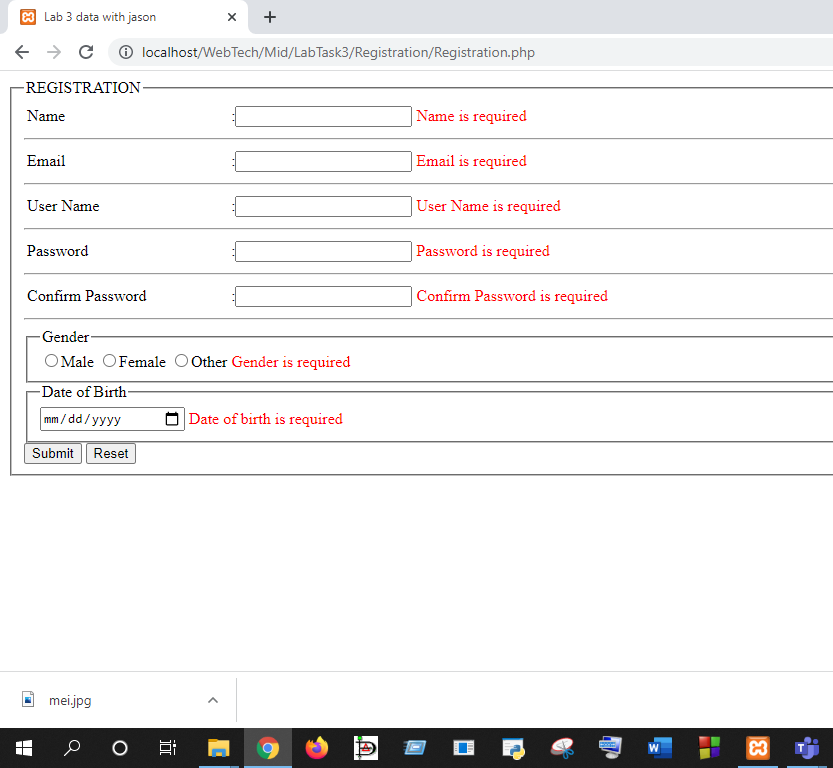 Lab 3 data with jason
localhost/WebTech/Mid/LabTask3/Registration/Registration.php
REGISTRATION
Name : Name is required
Email : Email is required
User Name : User Name is required
Password : Password is required
Confirm Password : Confirm Password is required
Gender
Male Female Other Gender is required
Date of Birth
mm/dd/yyyy Date of birth is required
Submit Reset
mei.jpg